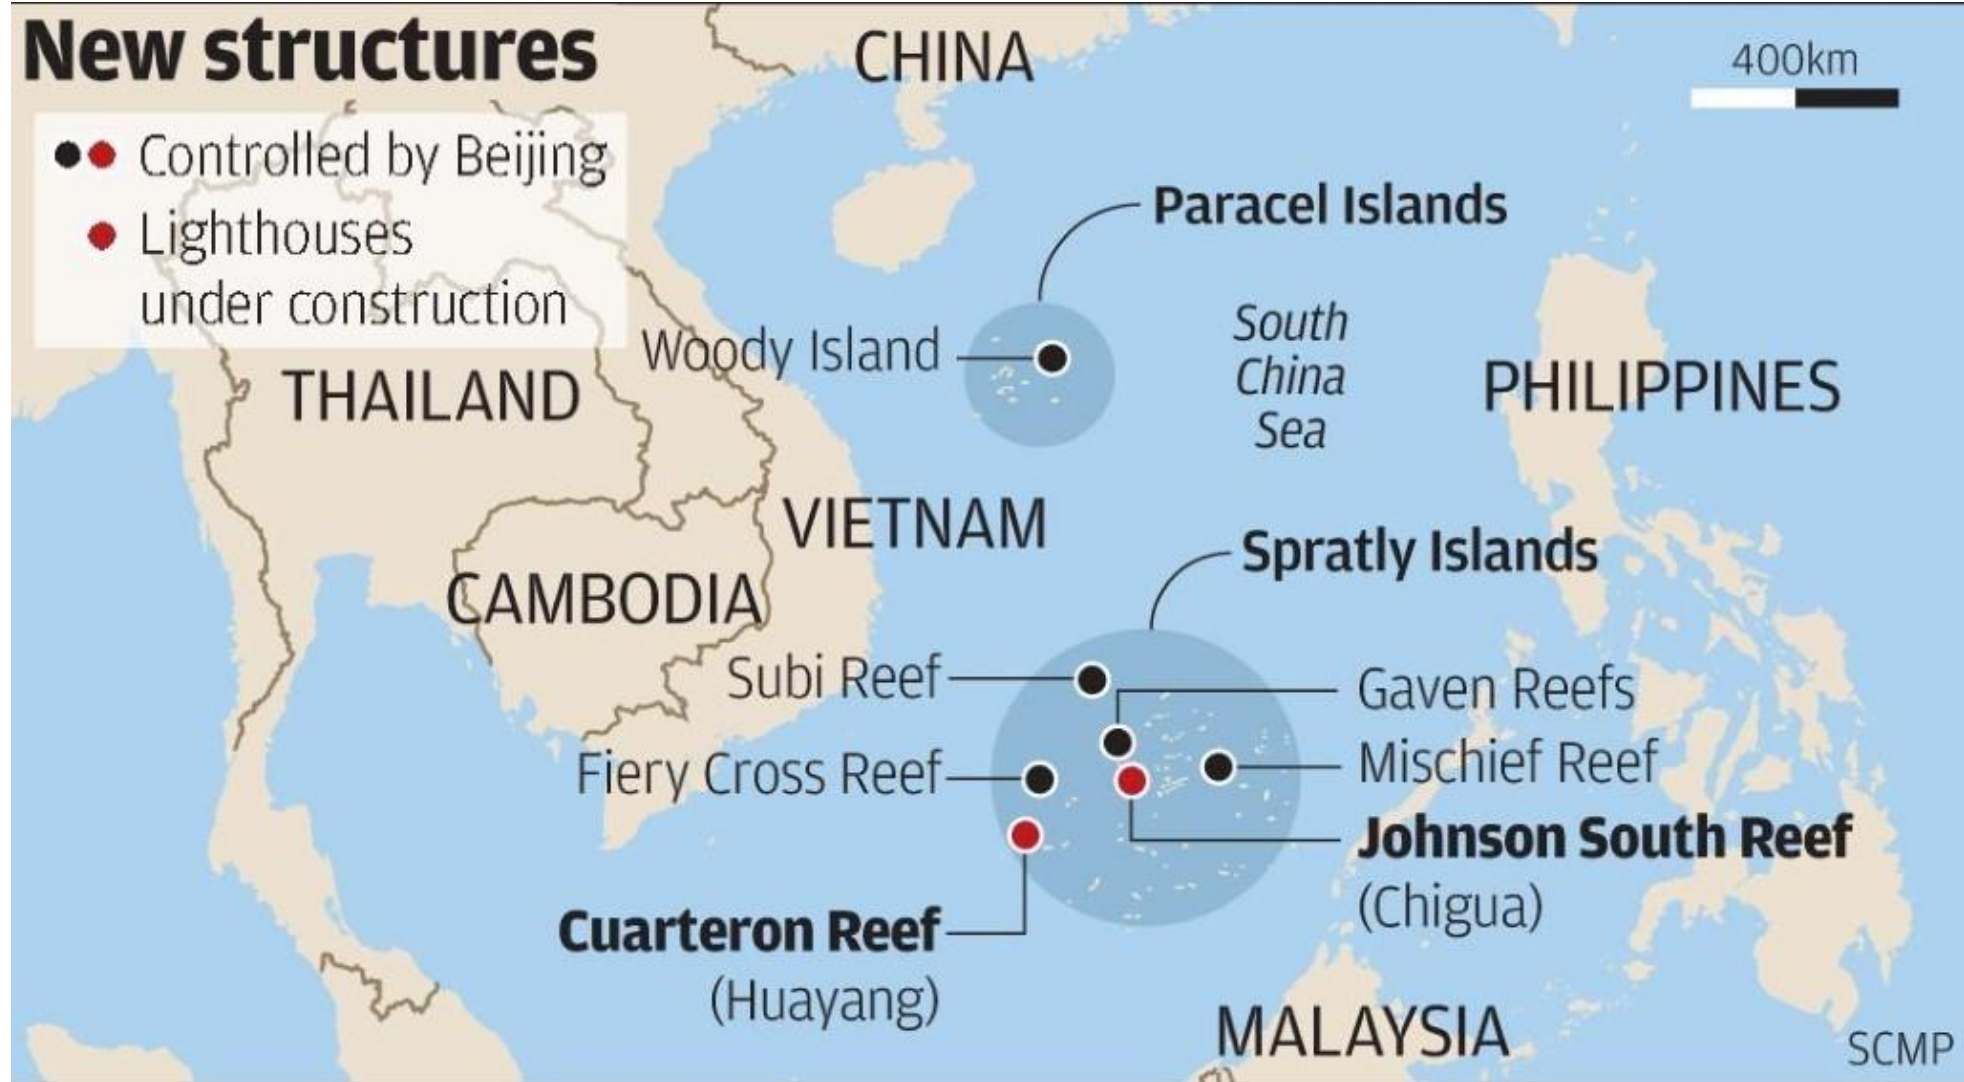 New structures
Controlled by Beijing
Lighthouses
under construction
CHINA
400km
Paracel Islands
Woody Island
South
China
Sea
THAILAND
PHILIPPINES
VIETNAM
Spratly Islands
CAMBODIA
Subi Reef
Gaven Reefs
Fiery Cross Reef
Mischief Reef
Johnson South Reef
(Chigua)
Cuarteron Reef
(Huayang)
MALAYSIA
SCMP